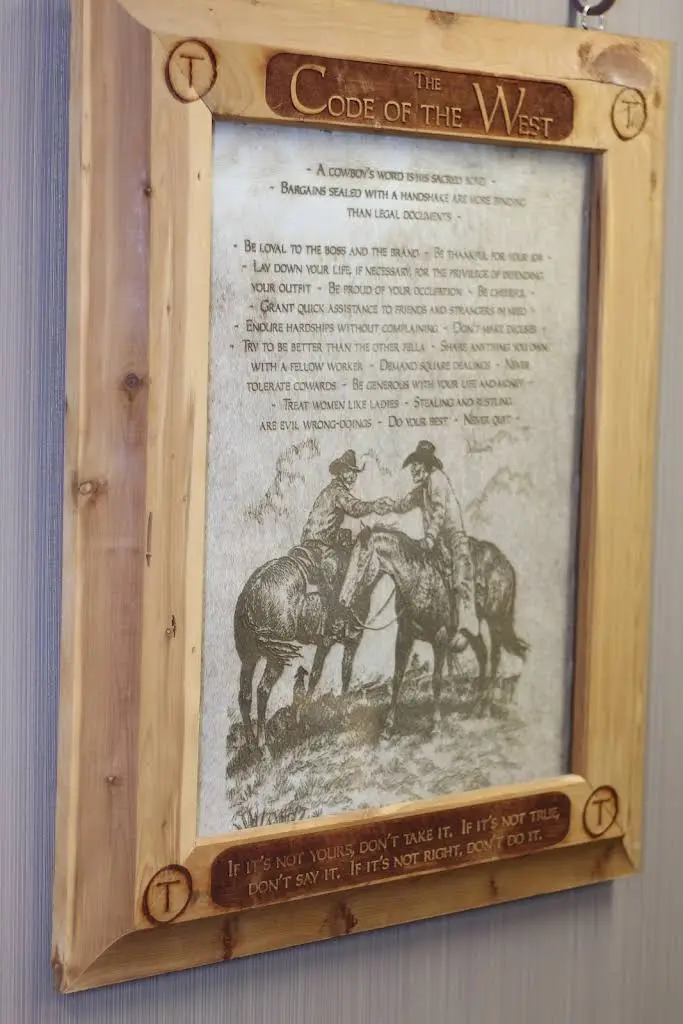 T
T
The
Code of the West
- A cowboy's word is his sacred bond -
- Bargains sealed with a handshake are more binding
than legal documents -
- Be loyal to the boss and the brand - Be thankful for your job -
- Lay down your life, if necessary, for the privilege of defending
your outfit - Be proud of your occupation - Be cheerful -
- Grant quick assistance to friends and strangers in need -
- Endure hardships without complaining - Don't make excuses -
- Try to be better than the other fella - Share anything you own
with a fellow worker - Demand square dealings - Never
tolerate cowards - Be generous with your life and money -
- Treat women like ladies - Stealing and rustling
are evil wrong-doings - Do your best - Never quit -
If it's not yours, don't take it. If it's not true,
don't say it. If it's not right, don't do it.
T
T